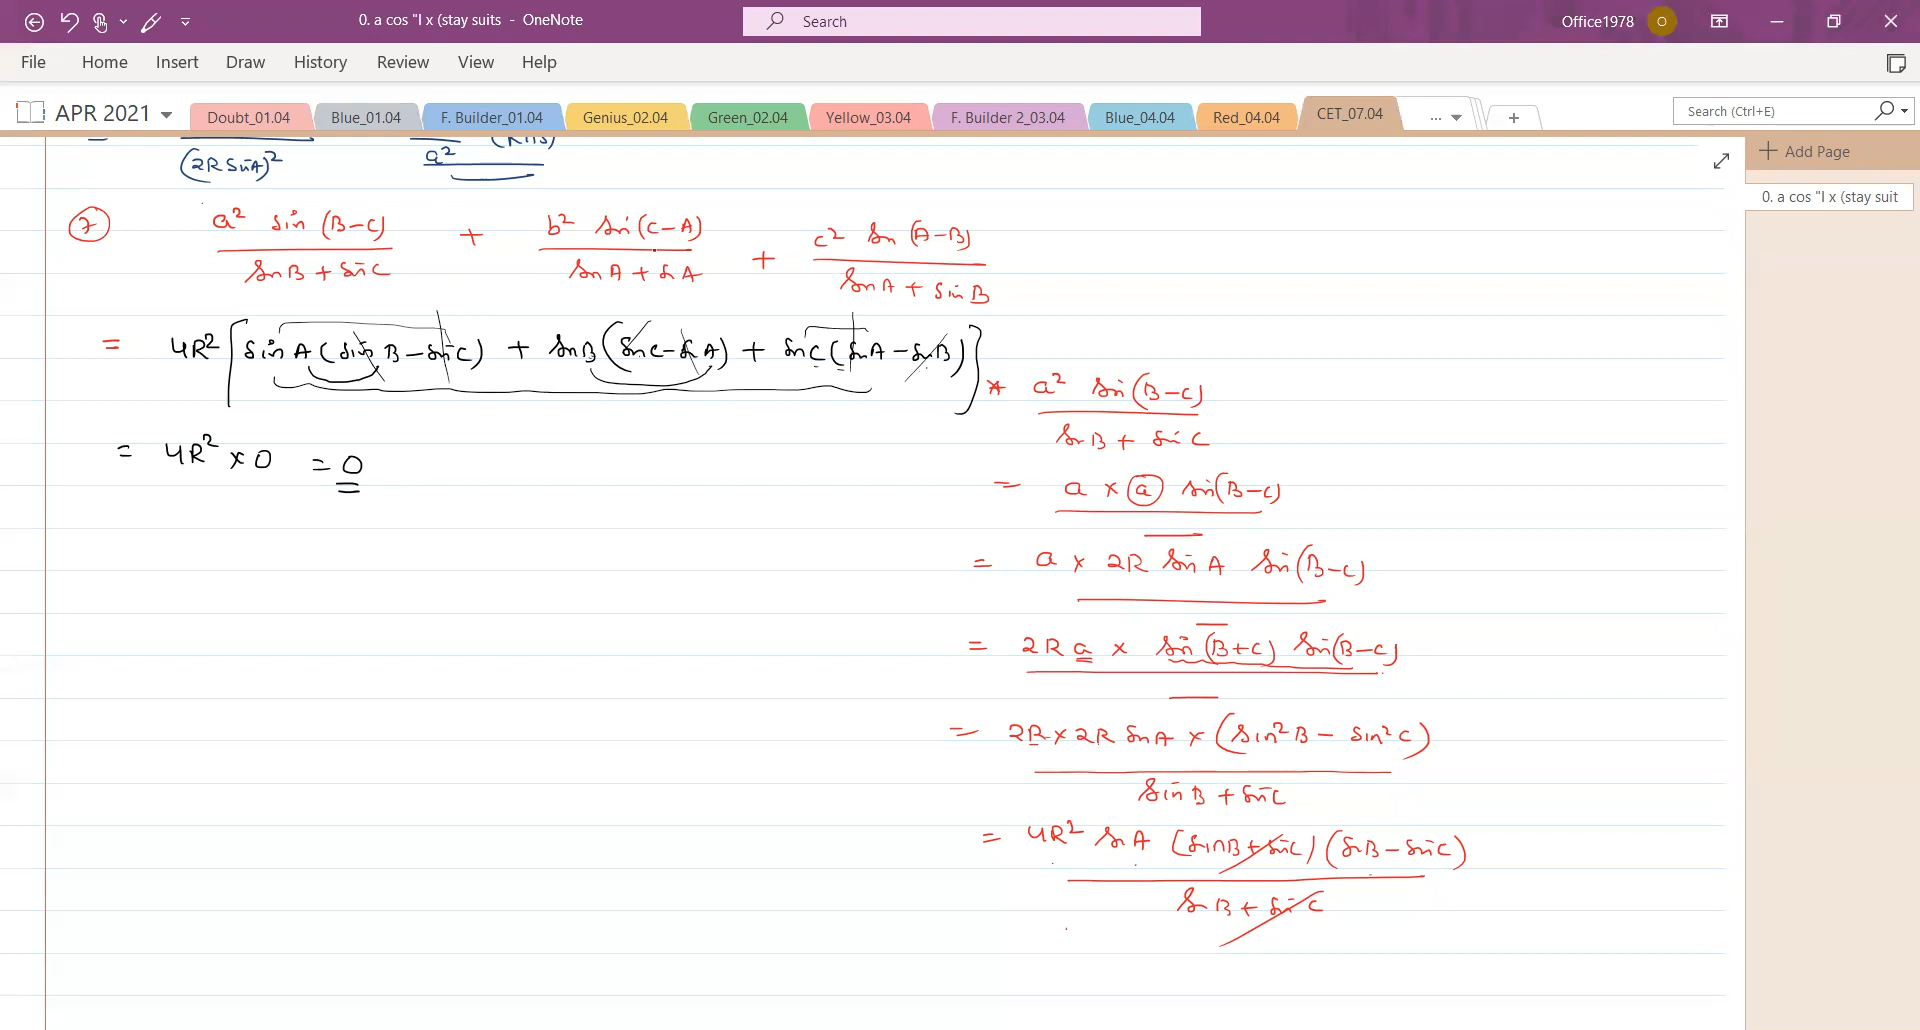 0. a cos "I x (stay suits - OneNote
Search
Office1978 O
File Home Insert Draw History Review View Help
APR 2021
Doubt_01.04 Blue_01.04 F. Builder_01.04 Genius_02.04 Green_02.04 Yellow_03.04 F. Builder 2_03.04 Blue_04.04 Red_04.04 CET_07.04 ... +
Search (Ctrl+E)
+ Add Page
0. a cos "I x (stay suit
(2R sinA)² a² (RHS)
7 a² sin (B-C) / sinB + sinC + b² sin(C-A) / sinA + sinA + c² sin (A-B) / sinA + sinB
= 4R² [sin A (sin B - sin C) + sinB (sinC - sinA) + sinC (sinA - sinB)]
= 4R² × 0 = 0
* a² sin(B-C) / sinB + sinC
= a × a sin(B-C)
= a × 2R sinA sin(B-C)
= 2R a × sin(B+C) sin(B-C)
= 2R × 2R sinA × (sin²B - sin²C) / sinB + sinC
= 4R² sinA (sinB + sinC) (sinB - sinC) / sinB + sinC